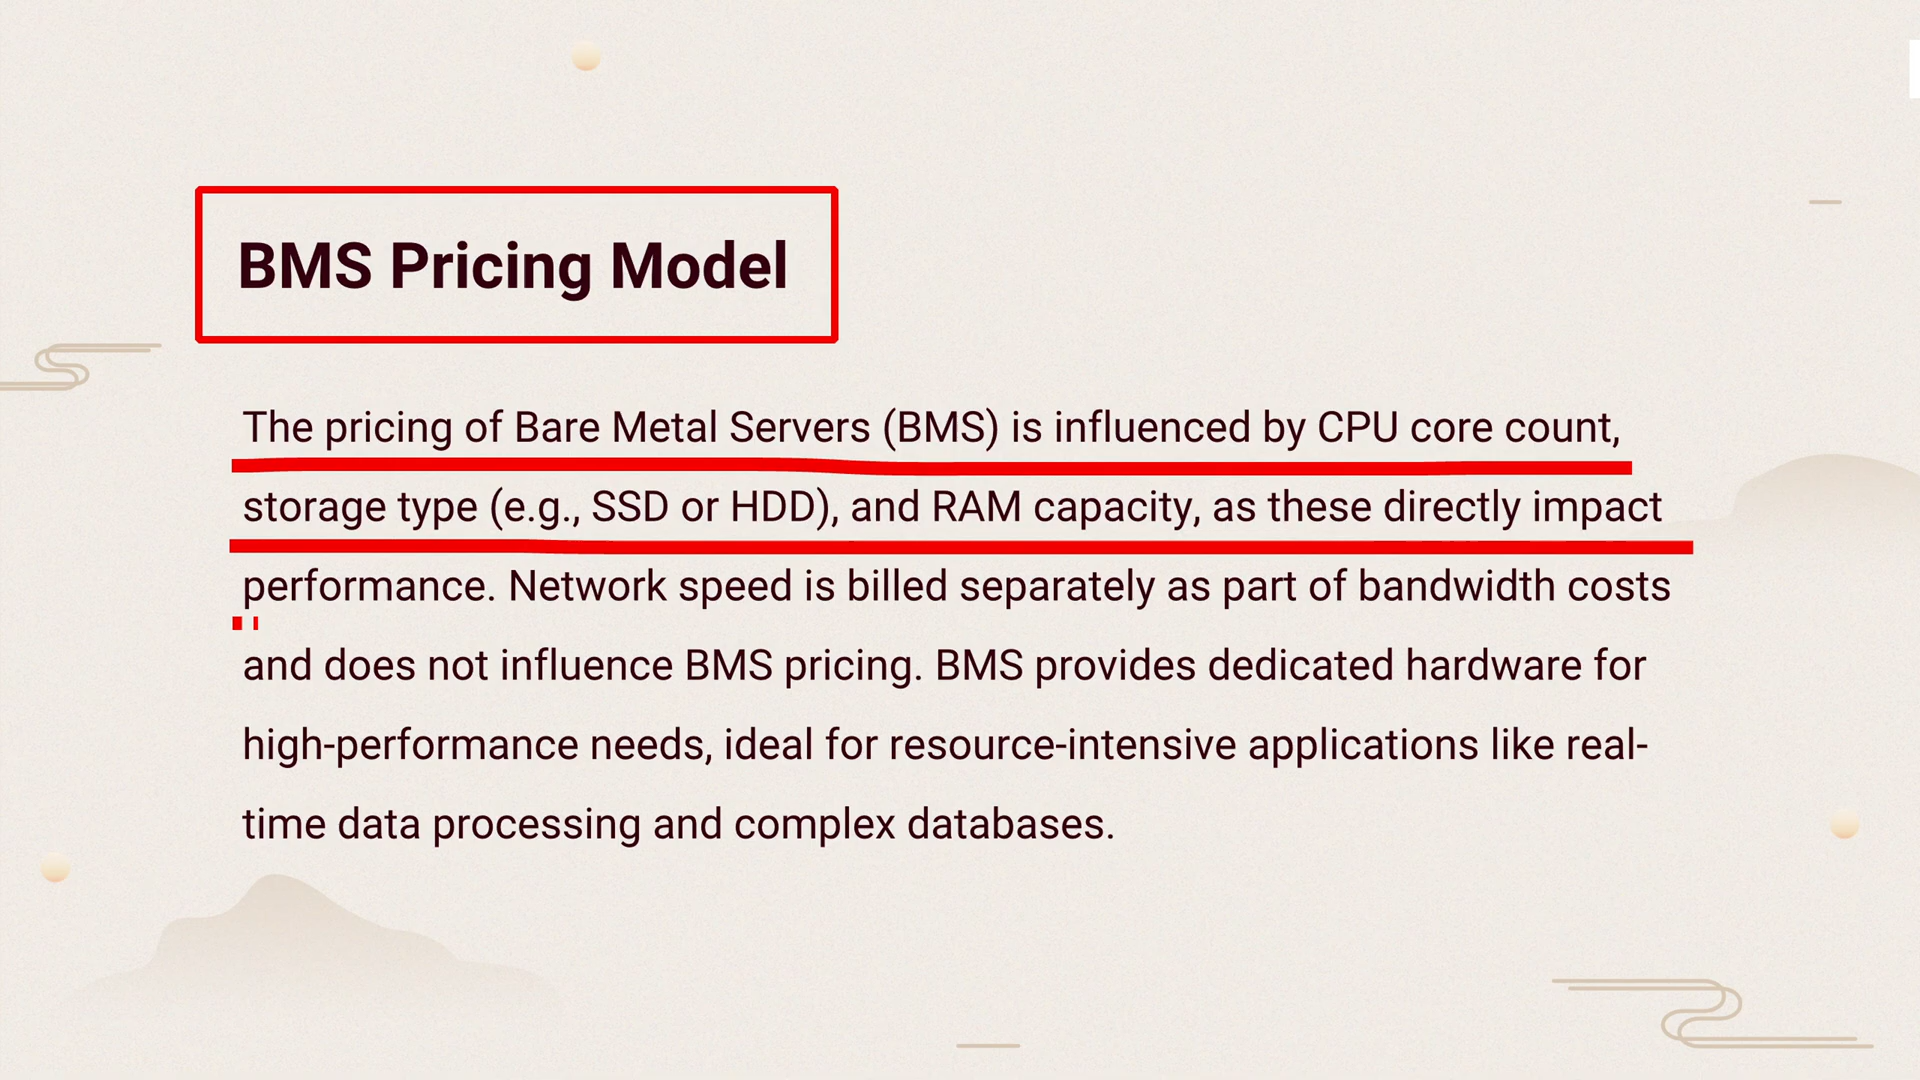 BMS Pricing Model
The pricing of Bare Metal Servers (BMS) is influenced by CPU core count,
storage type (e.g., SSD or HDD), and RAM capacity, as these directly impact
performance. Network speed is billed separately as part of bandwidth costs
and does not influence BMS pricing. BMS provides dedicated hardware for
high-performance needs, ideal for resource-intensive applications like real-
time data processing and complex databases.